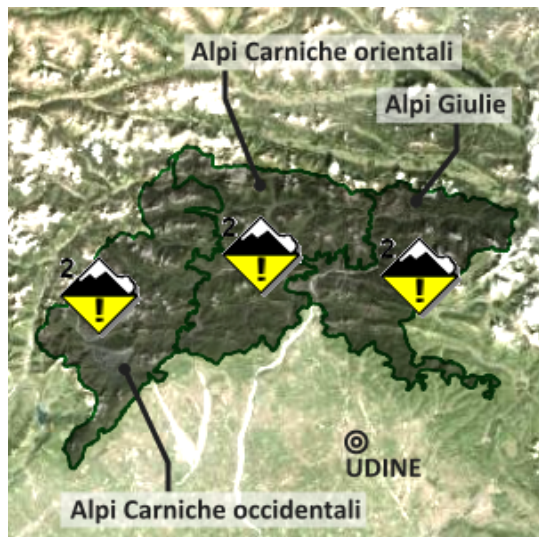 Alpi Carniche orientali
Alpi Giulie
2
2
2
UDINE
Alpi Carniche occidentali